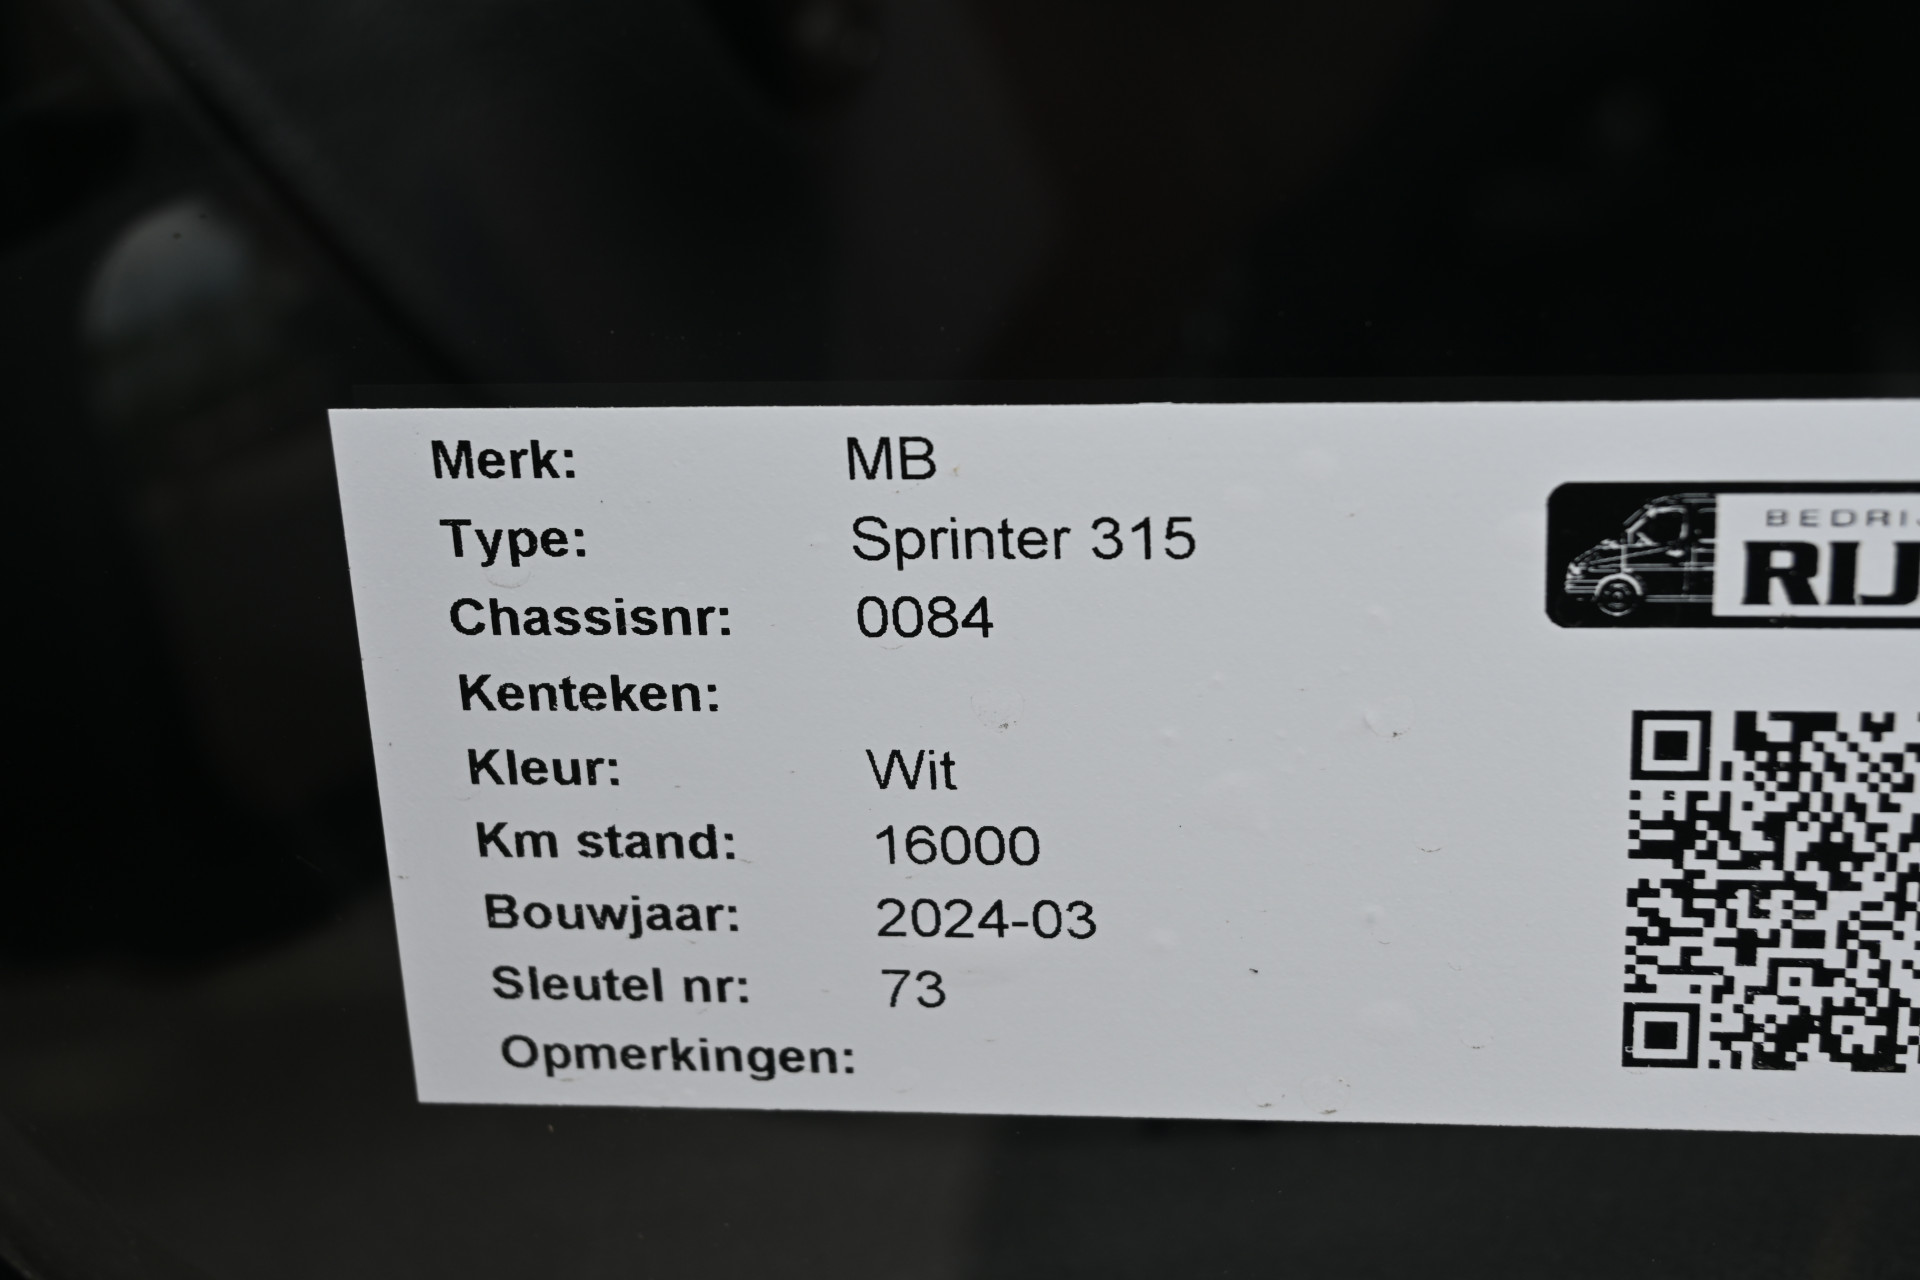 Merk: MB
Type: Sprinter 315
Chassisnr: 0084
Kenteken:
Kleur: Wit
Km stand: 16000
Bouwjaar: 2024-03
Sleutel nr: 73
Opmerkingen:
BEDRIJ
RIJ